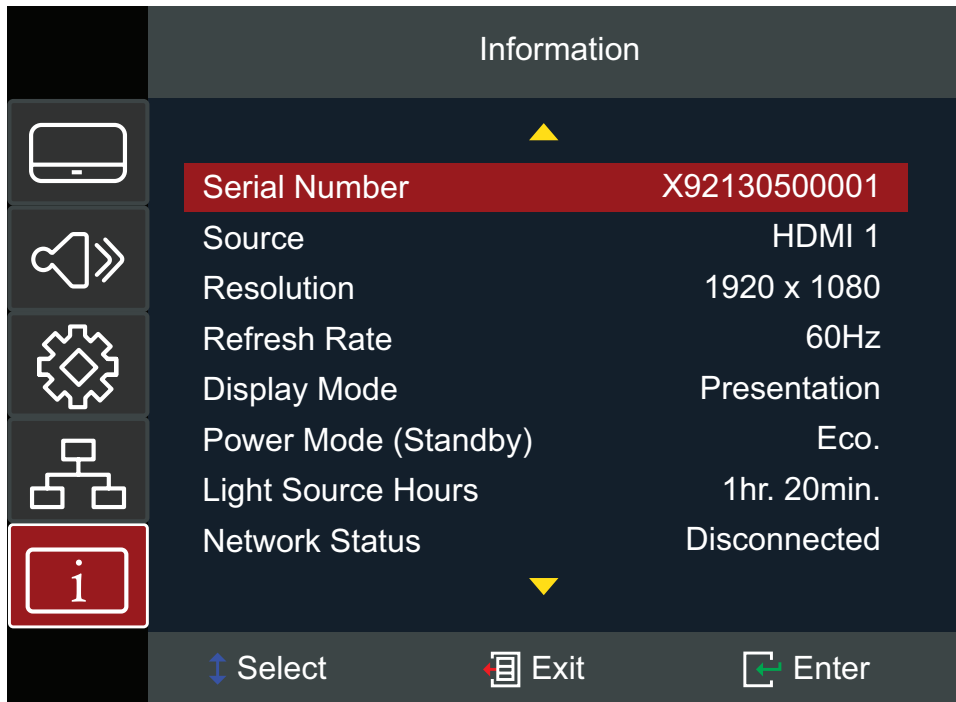 Information
Serial Number X92130500001
Source HDMI 1
Resolution 1920 x 1080
Refresh Rate 60Hz
Display Mode Presentation
Power Mode (Standby) Eco.
Light Source Hours 1hr. 20min.
Network Status Disconnected
i
Select Exit Enter